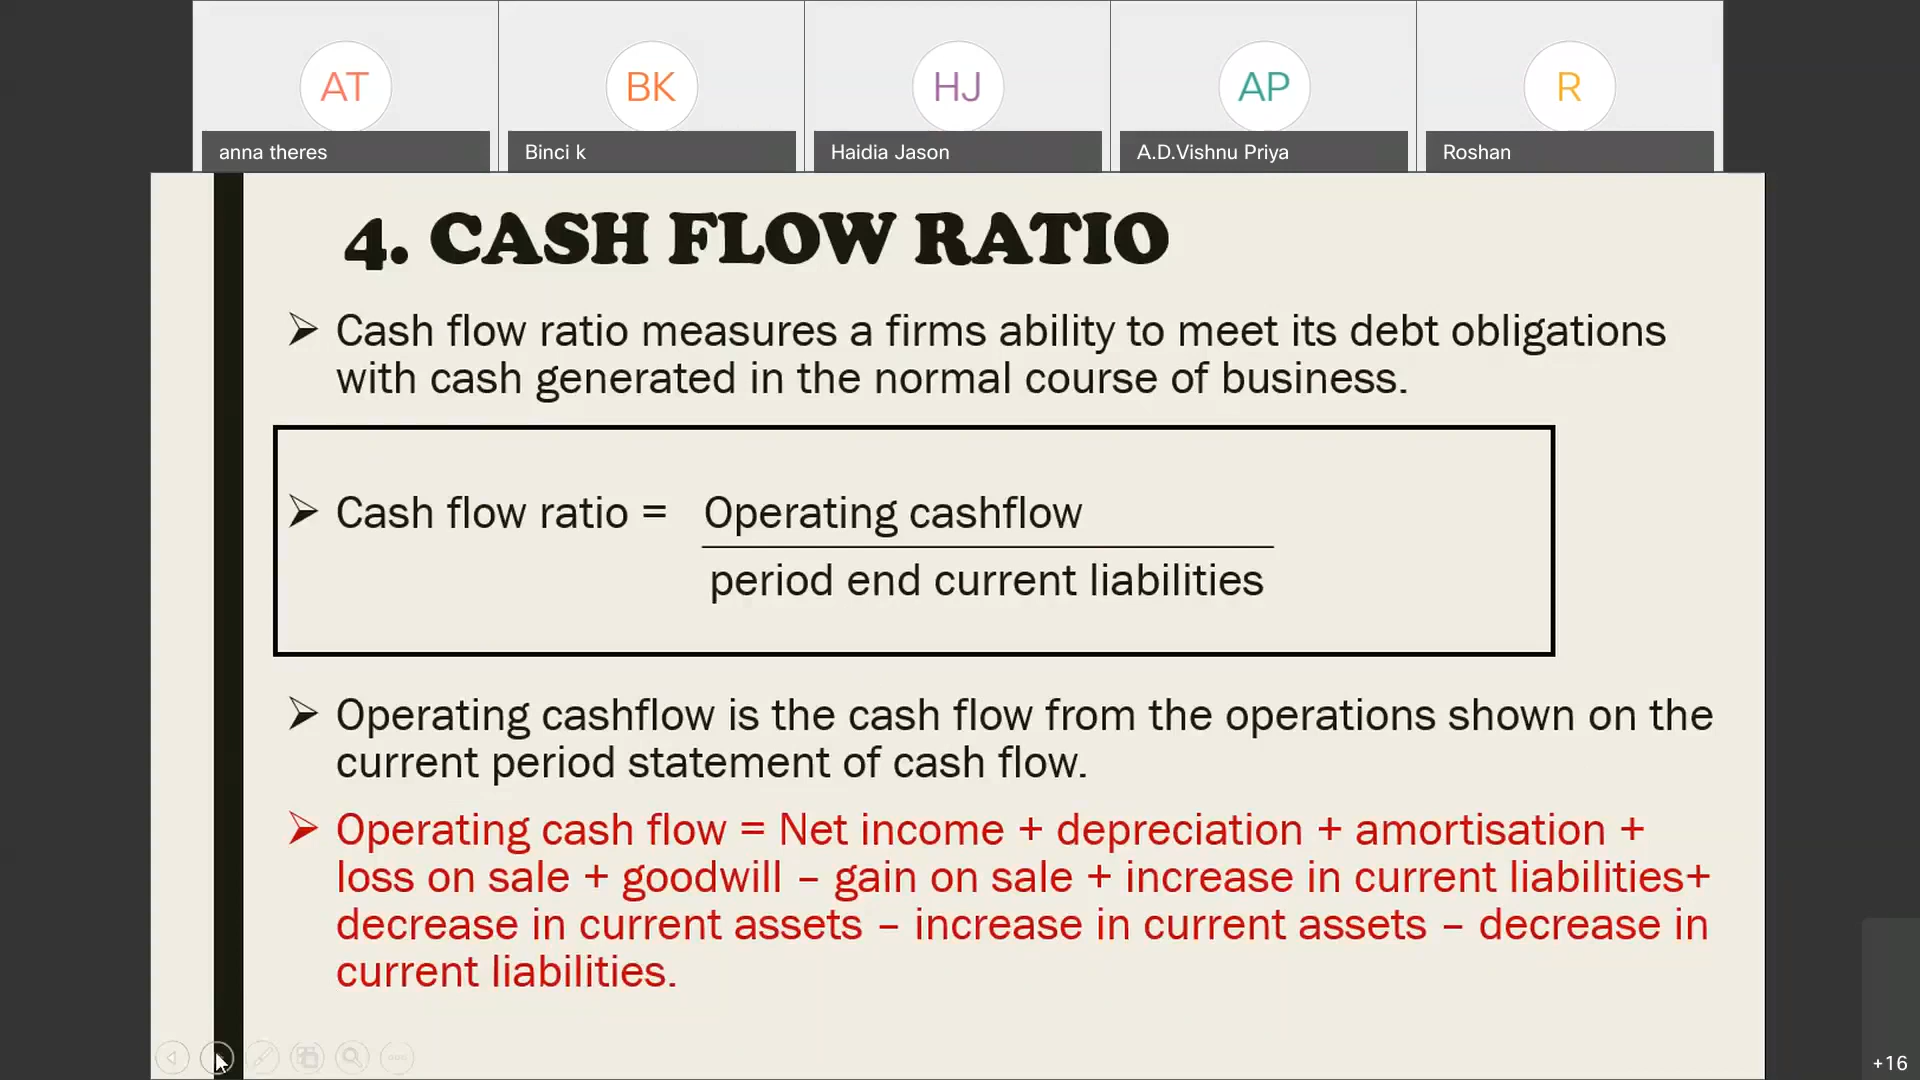 AT
BK
HJ
AP
R
anna theres
Binci k
Haidia Jason
A.D.Vishnu Priya
Roshan
4. CASH FLOW RATIO
➢ Cash flow ratio measures a firms ability to meet its debt obligations
with cash generated in the normal course of business.
➢ Cash flow ratio = Operating cashflow
period end current liabilities
➢ Operating cashflow is the cash flow from the operations shown on the
current period statement of cash flow.
➢ Operating cash flow = Net income + depreciation + amortisation +
loss on sale + goodwill – gain on sale + increase in current liabilities+
decrease in current assets – increase in current assets – decrease in
current liabilities.
+16